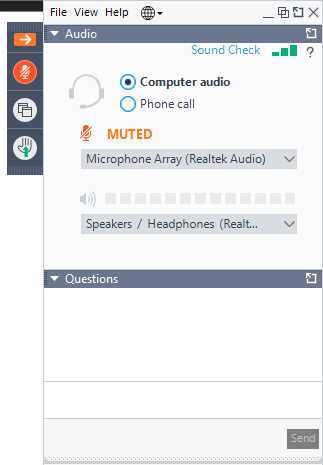 File View Help
Audio
Sound Check
?
Computer audio
Phone call
MUTED
Microphone Array (Realtek Audio)
Speakers / Headphones (Realt...
Questions
Send